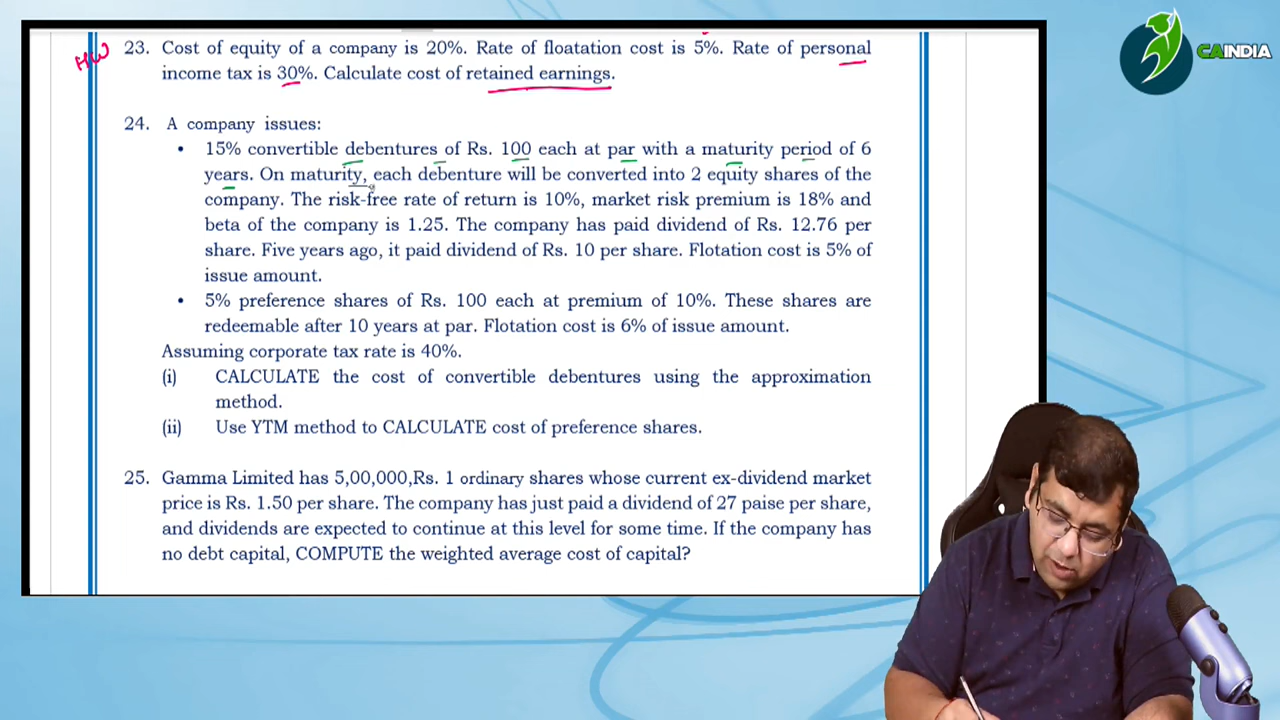 HW
23. Cost of equity of a company is 20%. Rate of floatation cost is 5%. Rate of personal
income tax is 30%. Calculate cost of retained earnings.
24. A company issues:
• 15% convertible debentures of Rs. 100 each at par with a maturity period of 6
years. On maturity, each debenture will be converted into 2 equity shares of the
company. The risk-free rate of return is 10%, market risk premium is 18% and
beta of the company is 1.25. The company has paid dividend of Rs. 12.76 per
share. Five years ago, it paid dividend of Rs. 10 per share. Flotation cost is 5% of
issue amount.
• 5% preference shares of Rs. 100 each at premium of 10%. These shares are
redeemable after 10 years at par. Flotation cost is 6% of issue amount.
Assuming corporate tax rate is 40%.
(i) CALCULATE the cost of convertible debentures using the approximation
method.
(ii) Use YTM method to CALCULATE cost of preference shares.
25. Gamma Limited has 5,00,000,Rs. 1 ordinary shares whose current ex-dividend market
price is Rs. 1.50 per share. The company has just paid a dividend of 27 paise per share,
and dividends are expected to continue at this level for some time. If the company has
no debt capital, COMPUTE the weighted average cost of capital?
CAINDIA